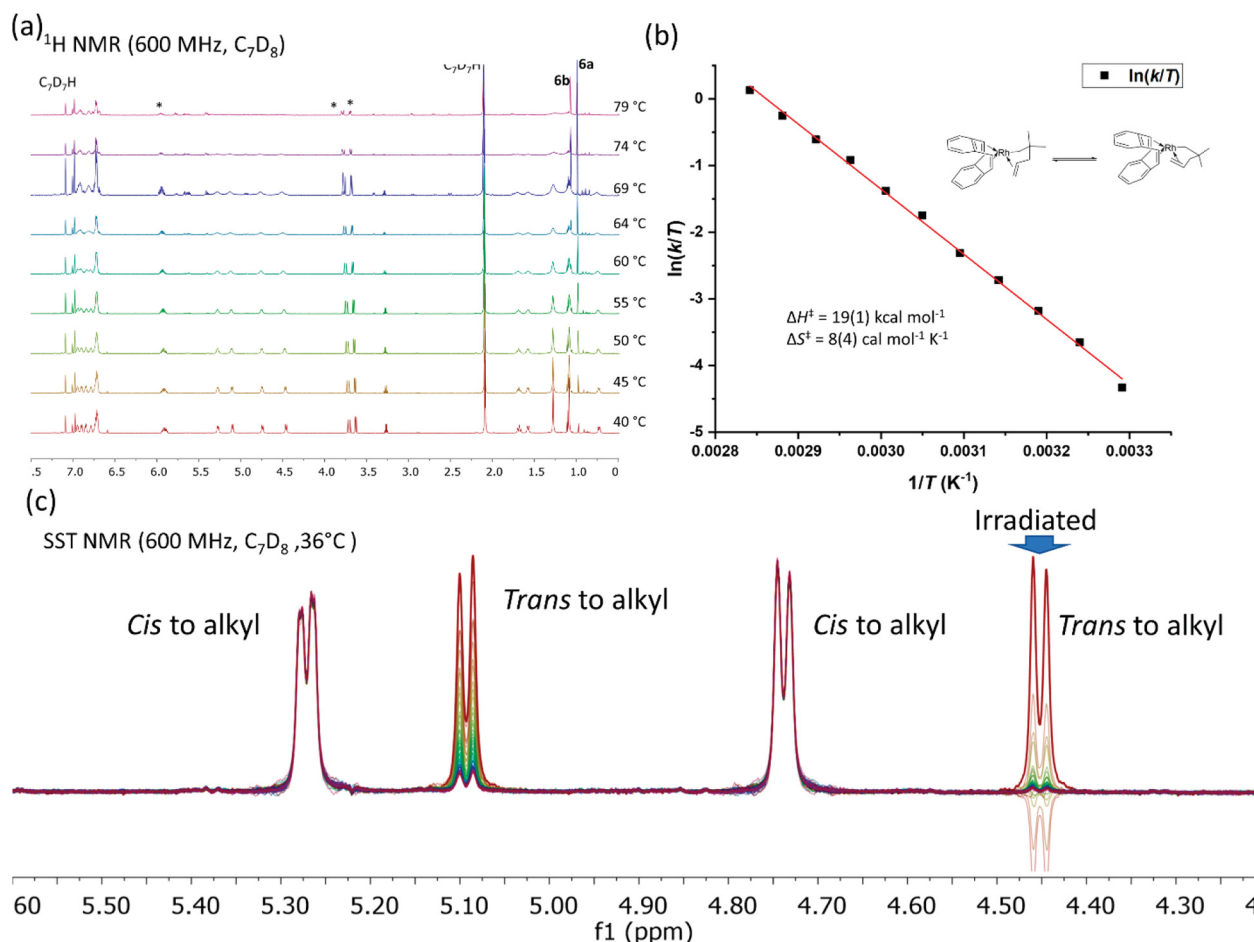 (a)
¹H NMR (600 MHz, C₇D₈)
C₇D₇H
C₇D₇H
6b
6a
*
*
*
79 °C
74 °C
69 °C
64 °C
60 °C
55 °C
50 °C
45 °C
40 °C
.5 7.0 6.5 6.0 5.5 5.0 4.5 4.0 3.5 3.0 2.5 2.0 1.5 1.0 0
(b)
ln(k/T)
0
-1
-2
-3
-4
-5
ln(k/T)
Rh
Rh
ΔH‡ = 19(1) kcal mol⁻¹
ΔS‡ = 8(4) cal mol⁻¹ K⁻¹
0.0028 0.0029 0.0030 0.0031 0.0032 0.0033
1/T (K⁻¹)
(c)
SST NMR (600 MHz, C₇D₈ ,36°C )
Irradiated
Cis to alkyl
Trans to alkyl
Cis to alkyl
Trans to alkyl
60 5.50 5.40 5.30 5.20 5.10 5.00 4.90 4.80 4.70 4.60 4.50 4.40 4.30 4
f1 (ppm)